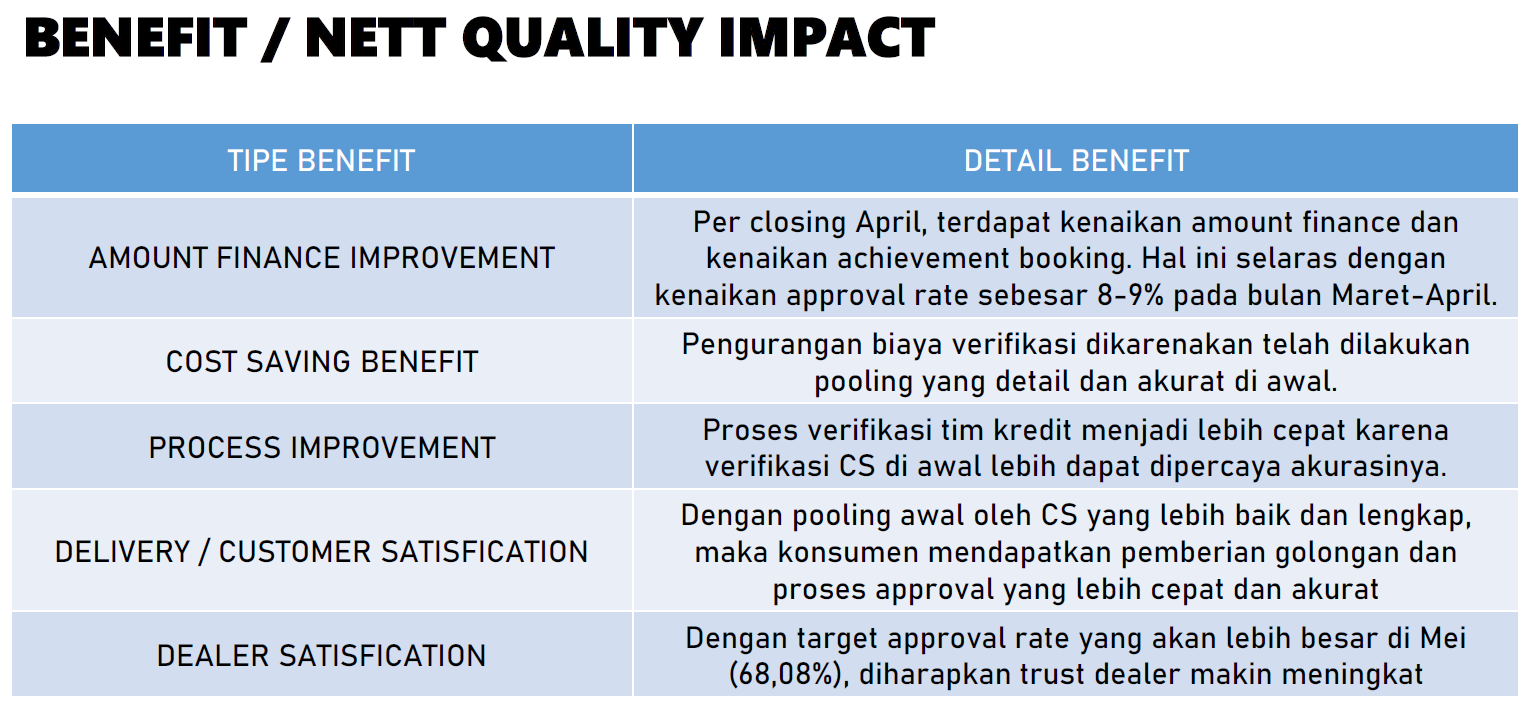 BENEFIT / NETT QUALITY IMPACT
TIPE BENEFIT
DETAIL BENEFIT
AMOUNT FINANCE IMPROVEMENT
Per closing April, terdapat kenaikan amount finance dan
kenaikan achievement booking. Hal ini selaras dengan
kenaikan approval rate sebesar 8-9% pada bulan Maret-April.
COST SAVING BENEFIT
Pengurangan biaya verifikasi dikarenakan telah dilakukan
pooling yang detail dan akurat di awal.
PROCESS IMPROVEMENT
Proses verifikasi tim kredit menjadi lebih cepat karena
verifikasi CS di awal lebih dapat dipercaya akurasinya.
DELIVERY / CUSTOMER SATISFICATION
Dengan pooling awal oleh CS yang lebih baik dan lengkap,
maka konsumen mendapatkan pemberian golongan dan
proses approval yang lebih cepat dan akurat
DEALER SATISFICATION
Dengan target approval rate yang akan lebih besar di Mei
(68,08%), diharapkan trust dealer makin meningkat